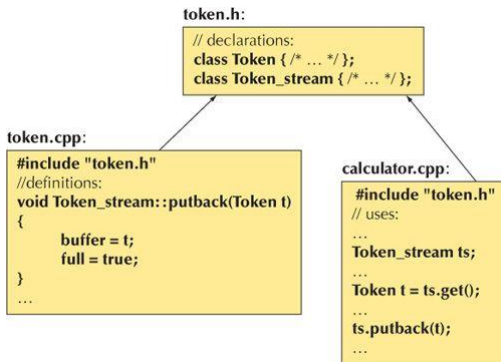 token.h:
// declarations:
class Token { /* … */ };
class Token_stream { /* … */ };
token.cpp:
#include "token.h"
//definitions:
void Token_stream::putback(Token t)
{
buffer = t;
full = true;
}
…
calculator.cpp:
#include "token.h"
// uses:
…
Token_stream ts;
…
Token t = ts.get();
…
ts.putback(t);
…